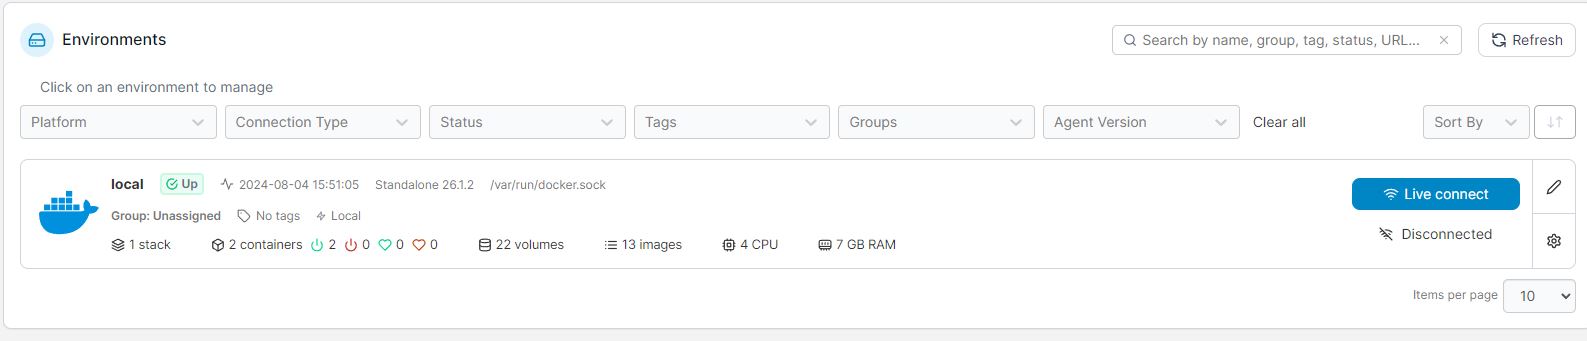 Environments
Search by name, group, tag, status, URL...
Refresh
Click on an environment to manage
Platform
Connection Type
Status
Tags
Groups
Agent Version
Clear all
Sort By
local Up 2024-08-04 15:51:05 Standalone 26.1.2 /var/run/docker.sock
Group: Unassigned No tags Local
1 stack 2 containers 2 0 0 0 22 volumes 13 images 4 CPU 7 GB RAM
Live connect
Disconnected
Items per page 10